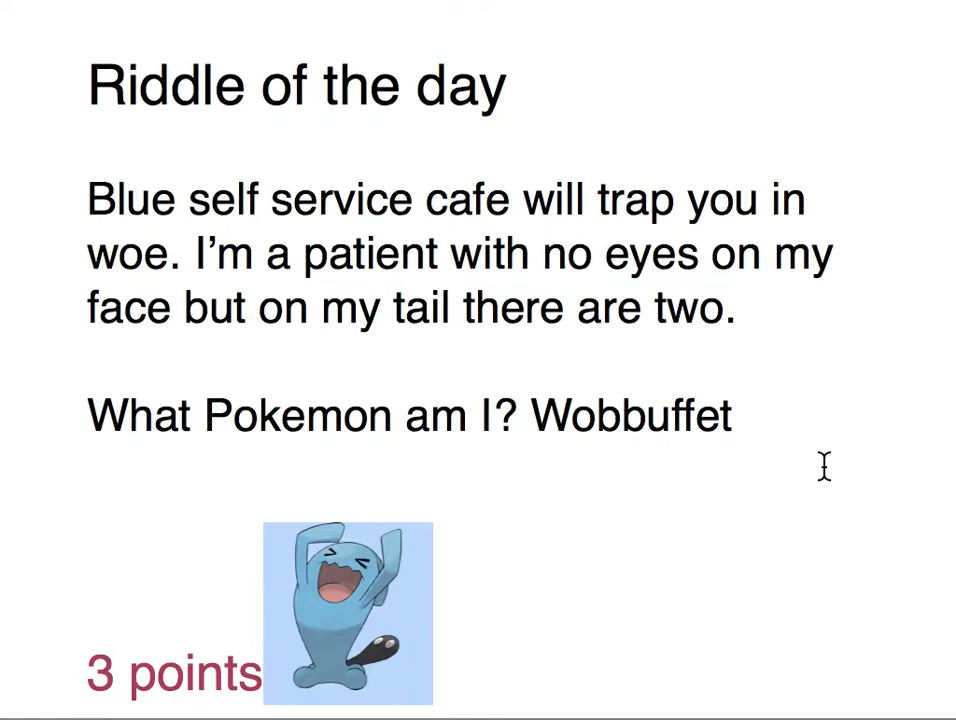 Riddle of the day
Blue self service cafe will trap you in
woe. I’m a patient with no eyes on my
face but on my tail there are two.
What Pokemon am I? Wobbuffet
3 points